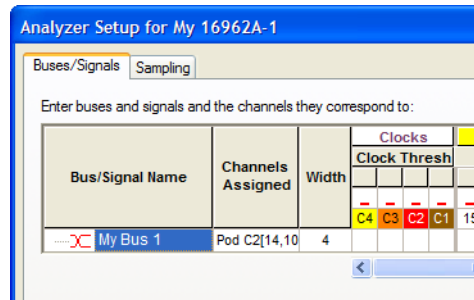 Analyzer Setup for My 16962A-1
Buses/Signals Sampling
Enter buses and signals and the channels they correspond to:
Clocks
Bus/Signal Name Channels Assigned Width Clock Thresh
C4 C3 C2 C1 15
My Bus 1 Pod C2[14,10 4